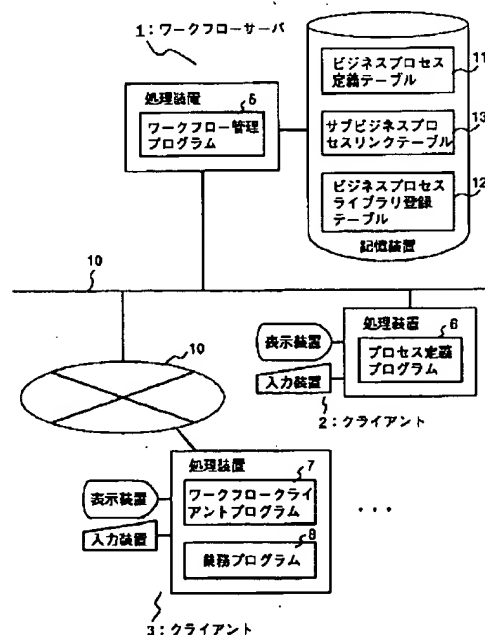 1：ワークフローサーバ
処理装置
5
ワークフロー管理
プログラム
ビジネスプロセス
定義テーブル
11
サブビジネスプロ
セスリンクテーブル
13
ビジネスプロセス
ライブラリ登録
テーブル
12
記憶装置
10
10
処理装置
6
プロセス定義
プログラム
表示装置
入力装置
2：クライアント
処理装置
7
ワークフロークライ
アントプログラム
8
業務プログラム
表示装置
入力装置
・・・
3：クライアント